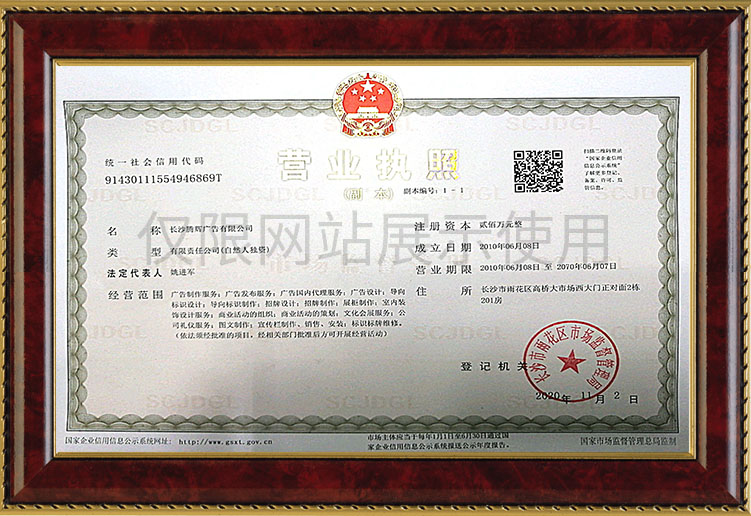 SCJDGL
统一社会信用代码
91430111554946869T
营业执照
(副本) 副本编号: 1 - 1
扫描二维码登录
“国家企业信用
信息公示系统”
了解更多登记、
备案、许可、监
管信息。
仅限网站展示使用
名 称 长沙腾辉广告有限公司
类 型 有限责任公司(自然人独资)
法定代表人 姚进军
经营范围 广告制作服务;广告发布服务;广告国内代理服务;广告设计;导向
标识设计;导向标识制作;招牌设计;招牌制作;展柜制作;室内装
饰设计服务;商业活动的组织;商业活动的策划;文化会展服务;公
司礼仪服务;图文制作;宣传栏制作、销售、安装;标识标牌维修。
(依法须经批准的项目,经相关部门批准后方可开展经营活动)
注册资本 贰佰万元整
成立日期 2010年06月08日
营业期限 2010年06月08日 至 2070年06月07日
住 所 长沙市雨花区高桥大市场西大门正对面2栋
201房
登记机关
长沙市雨花区市场监督管理局
2020年 11月 2日
国家企业信用信息公示系统网址: http://www.gsxt.gov.cn
市场主体应当于每年1月1日至6月30日通过国
家企业信用信息公示系统报送公示年度报告。
国家市场监督管理总局监制